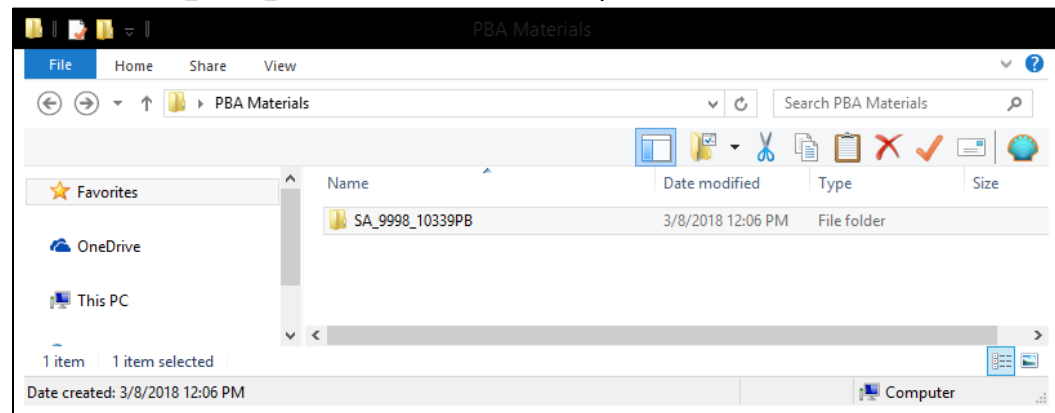 PBA Materials
File Home Share View
PBA Materials Search PBA Materials
Name Date modified Type Size
Favorites
SA_9998_10339PB 3/8/2018 12:06 PM File folder
OneDrive
This PC
1 item 1 item selected
Date created: 3/8/2018 12:06 PM Computer